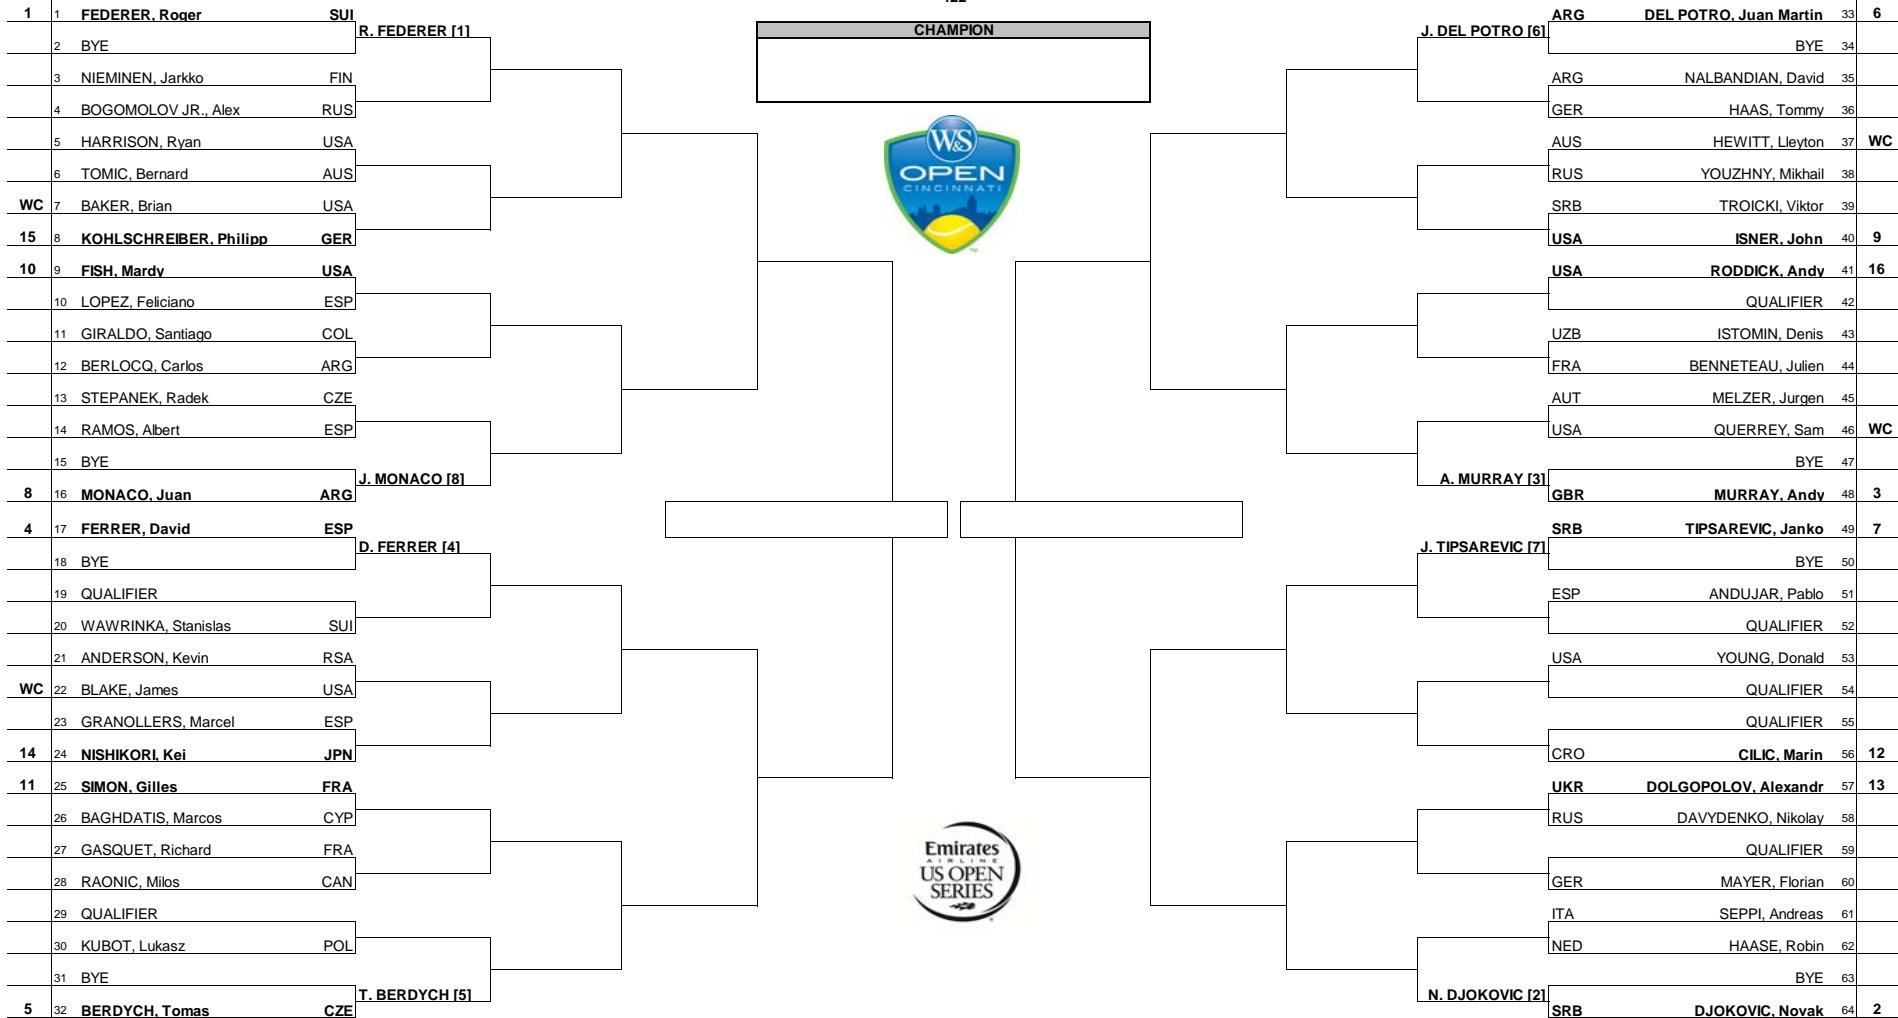 122
1 1 FEDERER, Roger SUI
R. FEDERER [1]
2 BYE
3 NIEMINEN, Jarkko FIN
4 BOGOMOLOV JR., Alex RUS
5 HARRISON, Ryan USA
6 TOMIC, Bernard AUS
WC 7 BAKER, Brian USA
15 8 KOHLSCHREIBER, Philipp GER
10 9 FISH, Mardy USA
10 LOPEZ, Feliciano ESP
11 GIRALDO, Santiago COL
12 BERLOCQ, Carlos ARG
13 STEPANEK, Radek CZE
14 RAMOS, Albert ESP
15 BYE
J. MONACO [8]
8 16 MONACO, Juan ARG
4 17 FERRER, David ESP
D. FERRER [4]
18 BYE
19 QUALIFIER
20 WAWRINKA, Stanislas SUI
21 ANDERSON, Kevin RSA
WC 22 BLAKE, James USA
23 GRANOLLERS, Marcel ESP
14 24 NISHIKORI, Kei JPN
11 25 SIMON, Gilles FRA
26 BAGHDATIS, Marcos CYP
27 GASQUET, Richard FRA
28 RAONIC, Milos CAN
29 QUALIFIER
30 KUBOT, Lukasz POL
31 BYE
T. BERDYCH [5]
5 32 BERDYCH, Tomas CZE
CHAMPION
W&S
OPEN
CINCINNATI
TM
Emirates
AIRLINE
US OPEN
SERIES
ARG DEL POTRO, Juan Martin 33 6
J. DEL POTRO [6]
BYE 34
ARG NALBANDIAN, David 35
GER HAAS, Tommy 36
AUS HEWITT, Lleyton 37 WC
RUS YOUZHNY, Mikhail 38
SRB TROICKI, Viktor 39
USA ISNER, John 40 9
USA RODDICK, Andy 41 16
QUALIFIER 42
UZB ISTOMIN, Denis 43
FRA BENNETEAU, Julien 44
AUT MELZER, Jurgen 45
USA QUERREY, Sam 46 WC
BYE 47
A. MURRAY [3]
GBR MURRAY, Andy 48 3
SRB TIPSAREVIC, Janko 49 7
J. TIPSAREVIC [7]
BYE 50
ESP ANDUJAR, Pablo 51
QUALIFIER 52
USA YOUNG, Donald 53
QUALIFIER 54
QUALIFIER 55
CRO CILIC, Marin 56 12
UKR DOLGOPOLOV, Alexandr 57 13
RUS DAVYDENKO, Nikolay 58
QUALIFIER 59
GER MAYER, Florian 60
ITA SEPPI, Andreas 61
NED HAASE, Robin 62
BYE 63
N. DJOKOVIC [2]
SRB DJOKOVIC, Novak 64 2